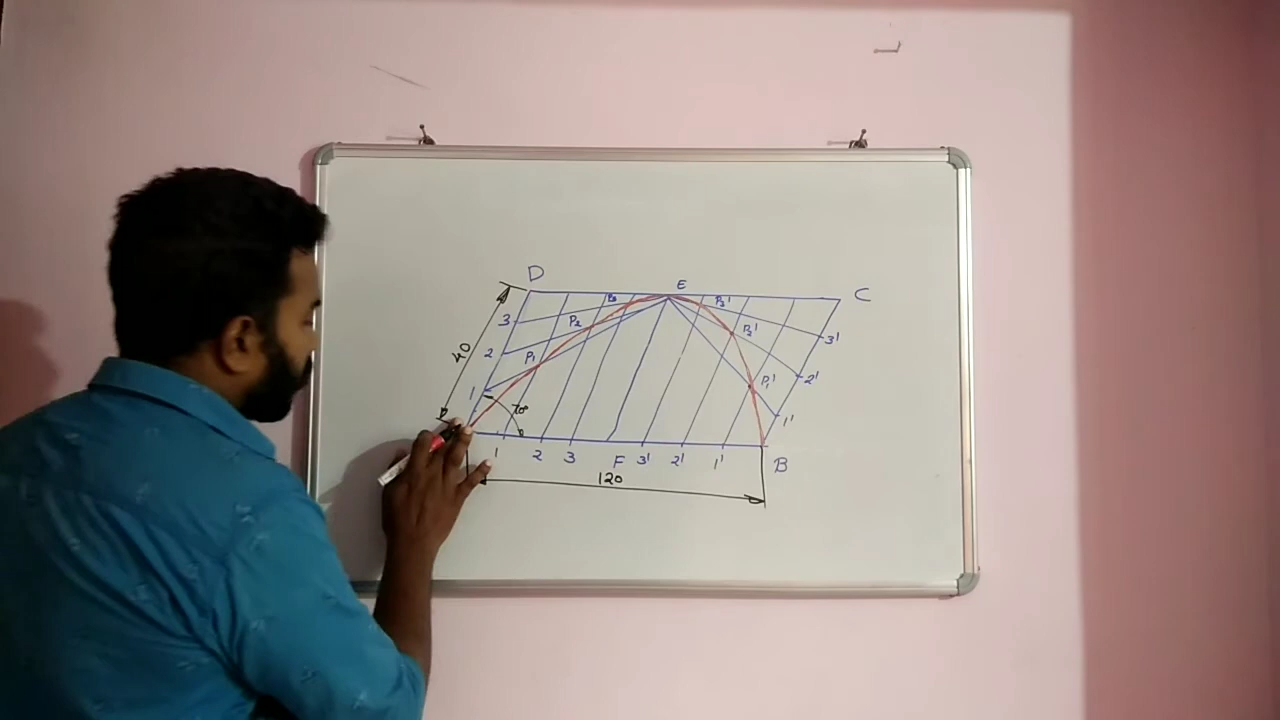 D E C
P3 P3'
3 P2 P2' 3'
40 2 P1 2'
1 70° P1' 1'
1 2 3 F 3' 2' 1' B
120